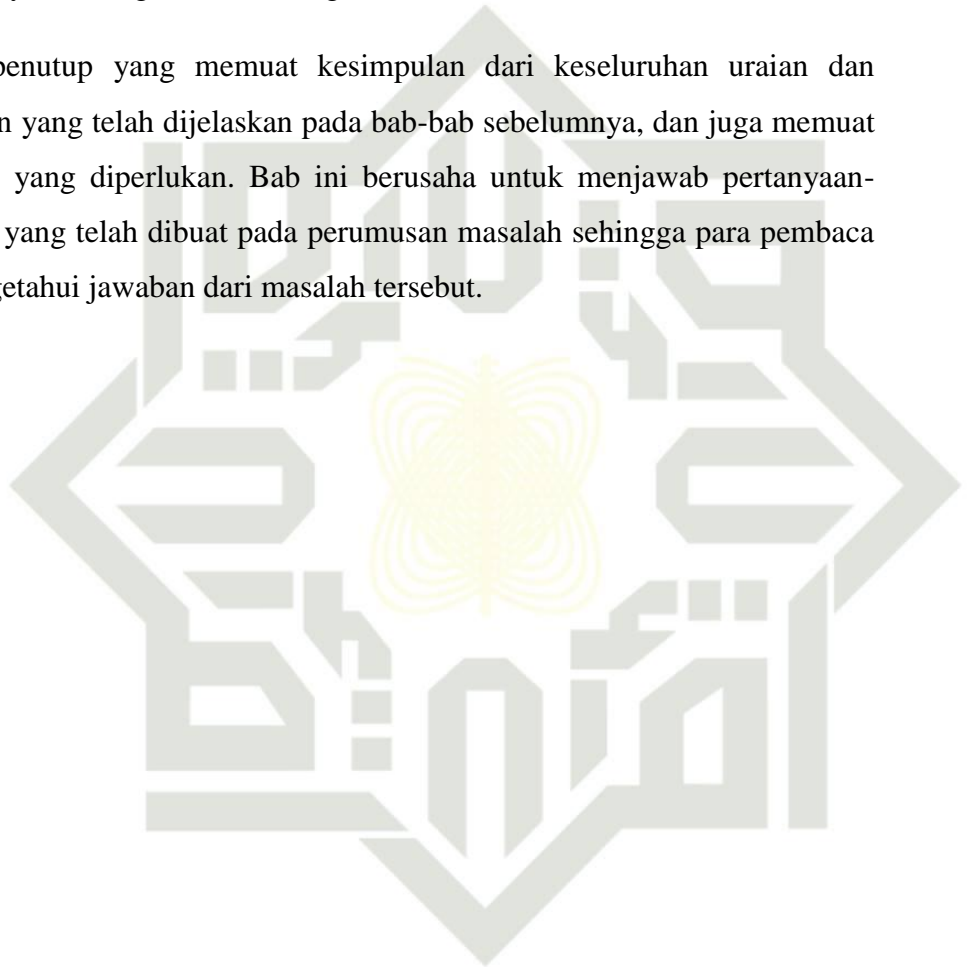 penutup yang memuat kesimpulan dari keseluruhan uraian dan
yang telah dijelaskan pada bab-bab sebelumnya, dan juga memuat
yang diperlukan. Bab ini berusaha untuk menjawab pertanyaan-
yang telah dibuat pada perumusan masalah sehingga para pembaca
getahui jawaban dari masalah tersebut.